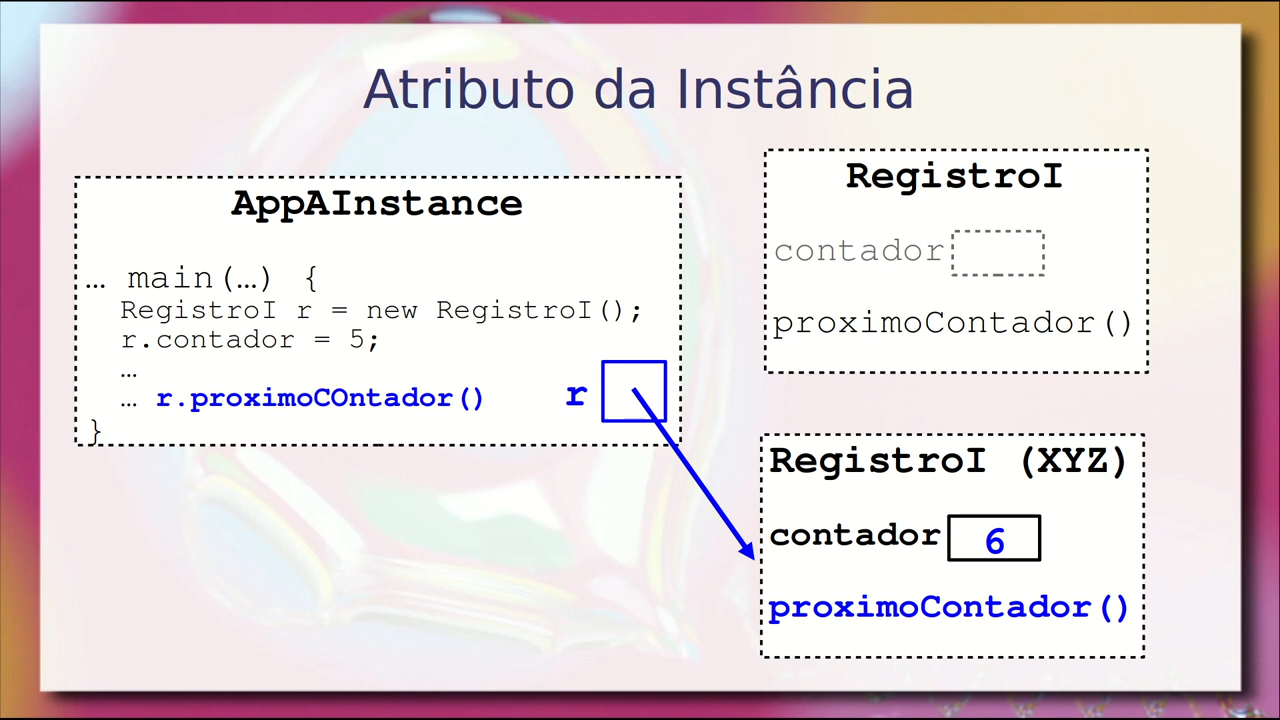 Atributo da Instância
AppAInstance
… main(…) {
RegistroI r = new RegistroI();
r.contador = 5;
…
… r.proximoCOntador()
r
}
RegistroI
contador
proximoContador()
RegistroI (XYZ)
contador 6
proximoContador()